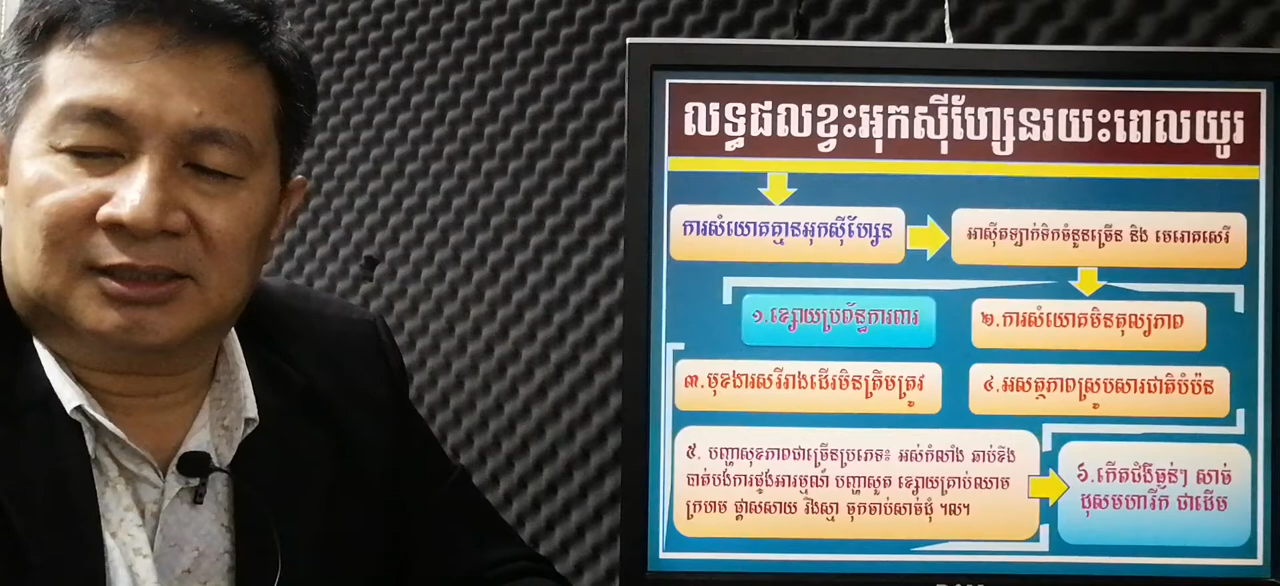 លទ្ធផលខ្វះអុកស៊ីហ្សែនរយះពេលយូរ
ការសំយោគគ្មានអុកស៊ីហ្សែន
អាស៊ីតឡាក់ទិកចំនួនច្រើន និង មេរោគសេរី
១.ខ្សោយប្រព័ន្ធការពារ
២.ការសំយោគមិនតុល្យភាព
៣.មុខងារសរីរាងដើរមិនត្រឹមត្រូវ
៤.អសត្ថភាពស្រូបសារជាតិបំប៉ន
៥. បញ្ហាសុខភាពជាច្រើនប្រភេទ៖ អស់កំលាំង ឆាប់ខឹង
បាត់បងការផ្ចងអារម្មណ៍ បញ្ហាសួត ខ្សោយគ្រាប់ឈាម
ក្រហម ផ្តាសសាយ រឹងស្មា ចុកចាប់សាច់ដុំ ។ល។
៦.កើតជំងឺធ្ងន់ៗ សាច់
ដុសមហារីក ជាដើម